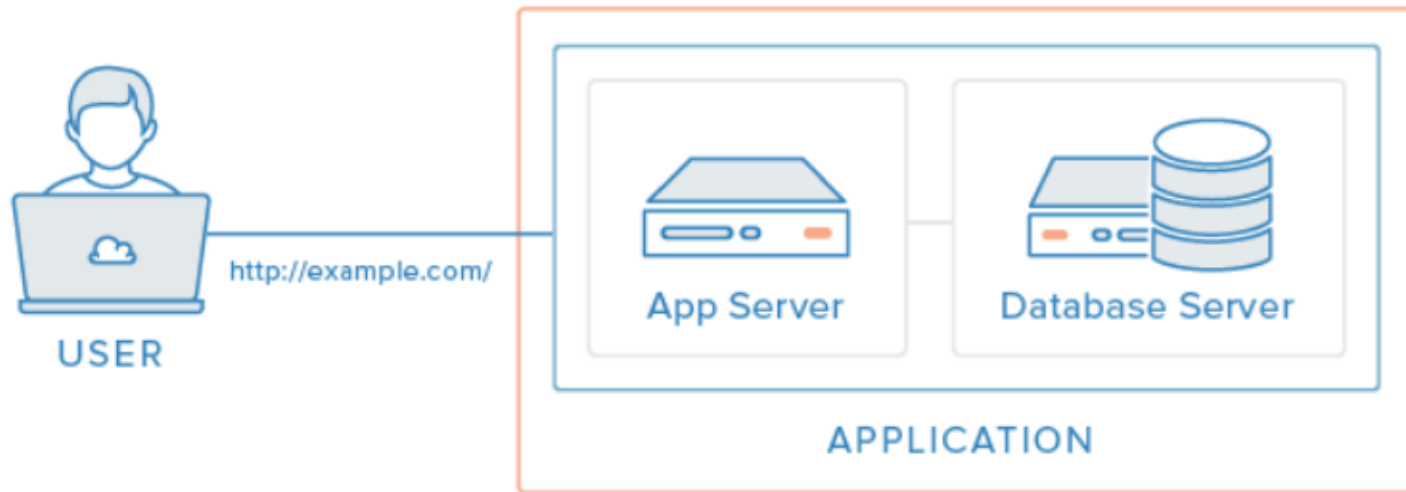 http://example.com/
USER
App Server
Database Server
APPLICATION